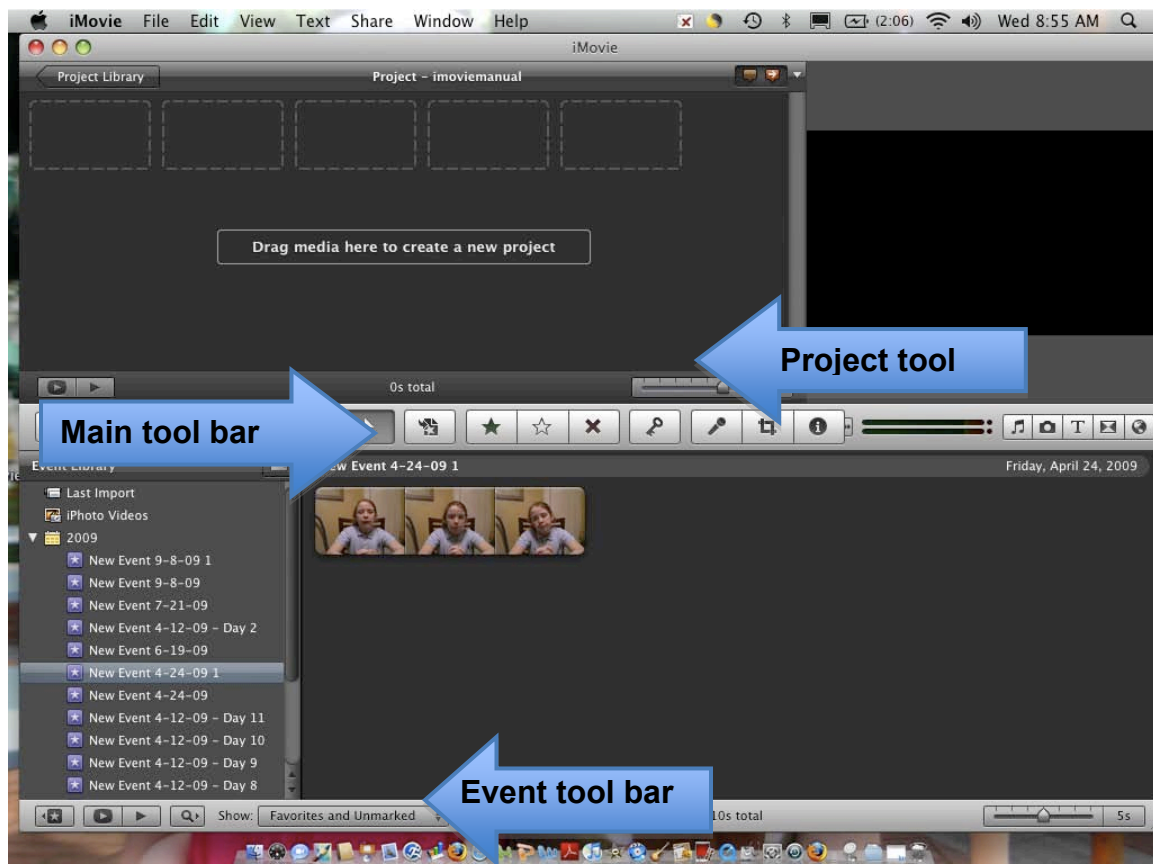 iMovie File Edit View Text Share Window Help (2:06) Wed 8:55 AM
iMovie
Project Library Project - imoviemanual
Drag media here to create a new project
Project tool
0s total
Main tool bar
Event Library New Event 4-24-09 1 Friday, April 24, 2009
Last Import
iPhoto Videos
2009
New Event 9-8-09 1
New Event 9-8-09
New Event 7-21-09
New Event 4-12-09 - Day 2
New Event 6-19-09
New Event 4-24-09 1
New Event 4-24-09
New Event 4-12-09 - Day 11
New Event 4-12-09 - Day 10
New Event 4-12-09 - Day 9
New Event 4-12-09 - Day 8
Event tool bar
Show: Favorites and Unmarked 10s total 5s